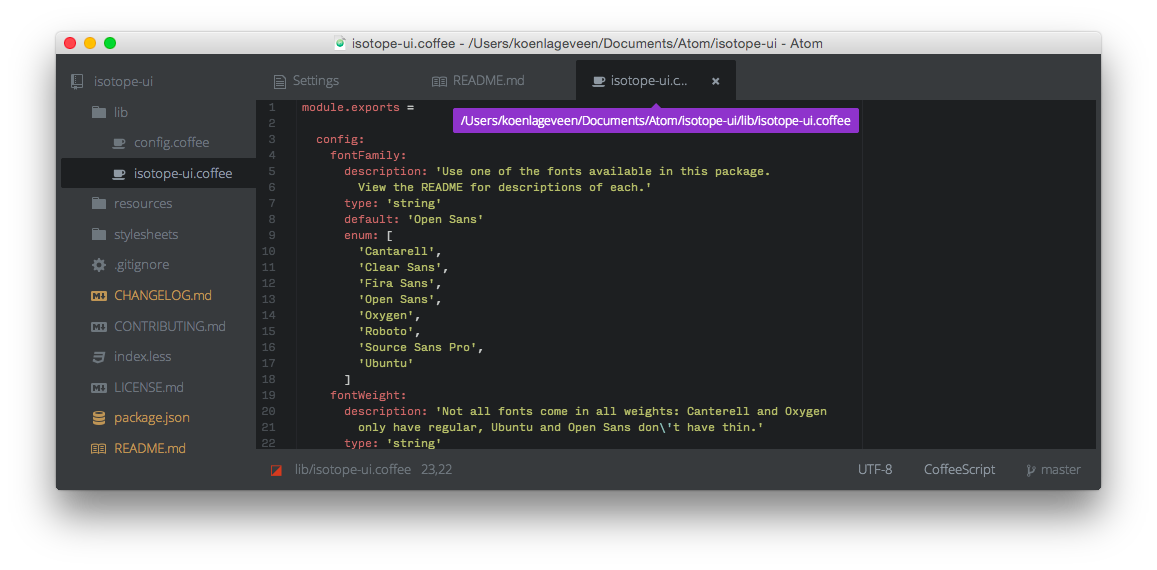 isotope-ui.coffee - /Users/koenlageveen/Documents/Atom/isotope-ui - Atom
isotope-ui
lib
config.coffee
isotope-ui.coffee
resources
stylesheets
.gitignore
CHANGELOG.md
CONTRIBUTING.md
index.less
LICENSE.md
package.json
README.md
Settings
README.md
isotope-ui.c...
/Users/koenlageveen/Documents/Atom/isotope-ui/lib/isotope-ui.coffee
1 module.exports =
2
3 config:
4 fontFamily:
5 description: 'Use one of the fonts available in this package.
6 View the README for descriptions of each.'
7 type: 'string'
8 default: 'Open Sans'
9 enum: [
10 'Cantarell',
11 'Clear Sans',
12 'Fira Sans',
13 'Open Sans',
14 'Oxygen',
15 'Roboto',
16 'Source Sans Pro',
17 'Ubuntu'
18 ]
19 fontWeight:
20 description: 'Not all fonts come in all weights: Canterell and Oxygen
21 only have regular, Ubuntu and Open Sans don\'t have thin.'
22 type: 'string'
lib/isotope-ui.coffee 23,22
UTF-8 CoffeeScript master